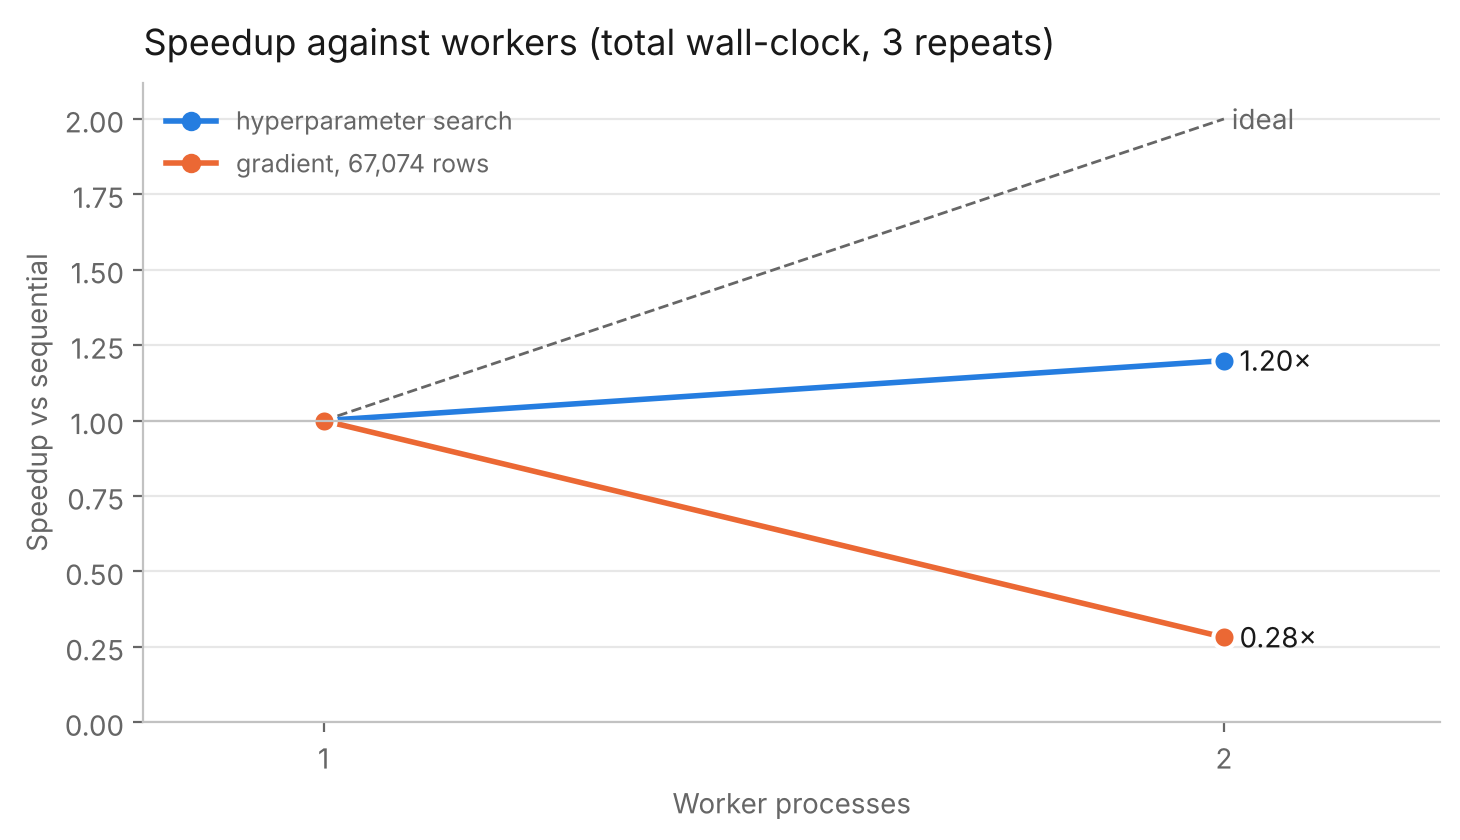 Speedup against workers (total wall-clock, 3 repeats)
hyperparameter search
gradient, 67,074 rows
ideal
2.00
1.75
1.50
1.25
1.00
0.75
0.50
0.25
0.00
Speedup vs sequential
1.20×
0.28×
1
2
Worker processes